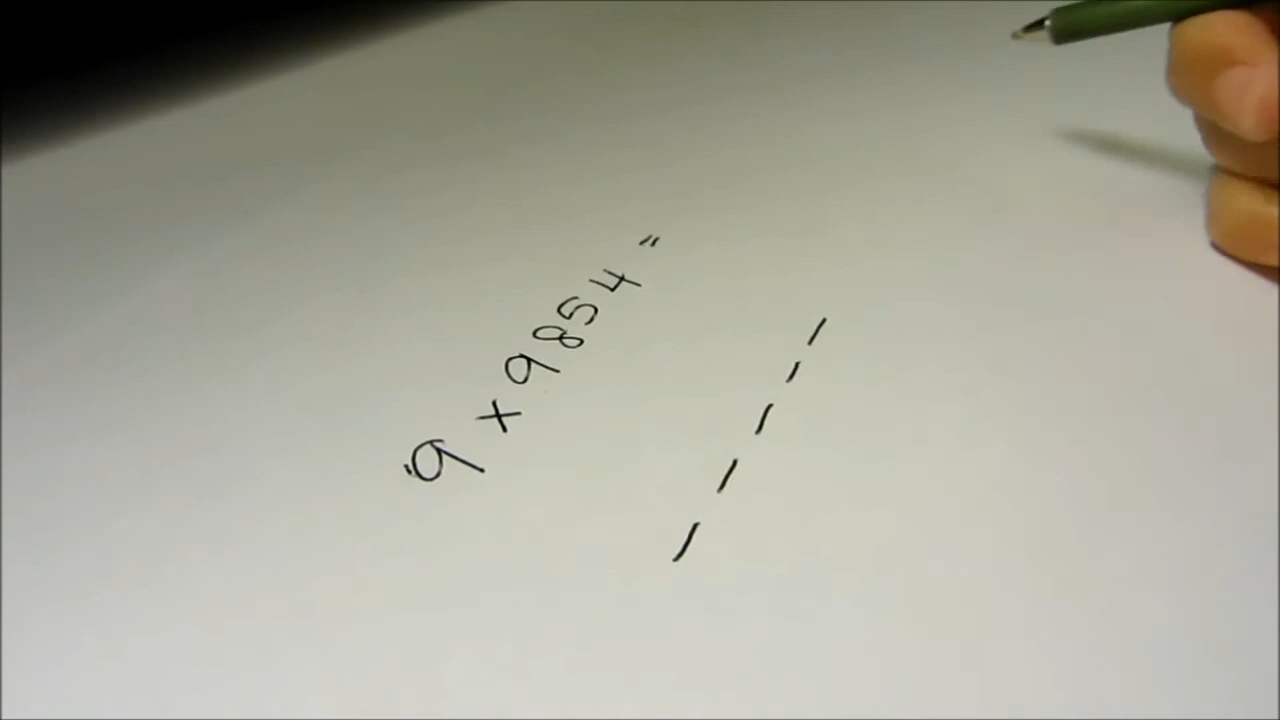 9 × 9854 =
_ _ _ _ _